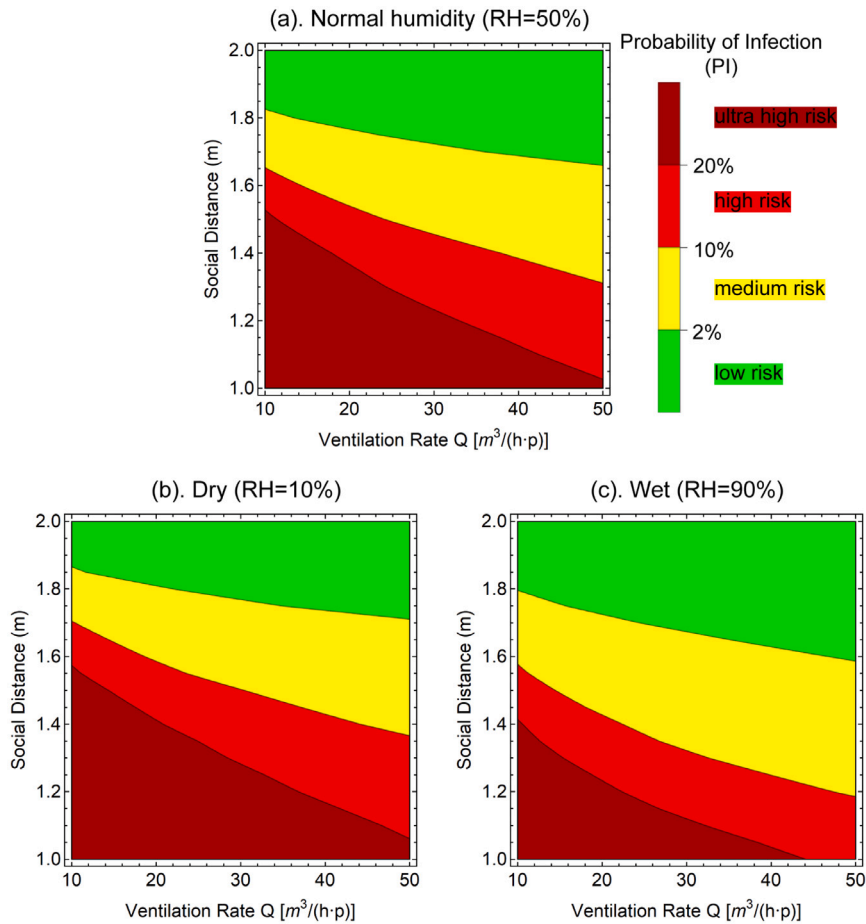 (a). Normal humidity (RH=50%)
Probability of Infection
(PI)
2.0
1.8
1.6
1.4
1.2
1.0
Social Distance (m)
10 20 30 40 50
Ventilation Rate Q [m³/(h·p)]
ultra high risk
20%
high risk
10%
medium risk
2%
low risk
(b). Dry (RH=10%)
2.0
1.8
1.6
1.4
1.2
1.0
Social Distance (m)
10 20 30 40 50
Ventilation Rate Q [m³/(h·p)]
(c). Wet (RH=90%)
2.0
1.8
1.6
1.4
1.2
1.0
Social Distance (m)
10 20 30 40 50
Ventilation Rate Q [m³/(h·p)]